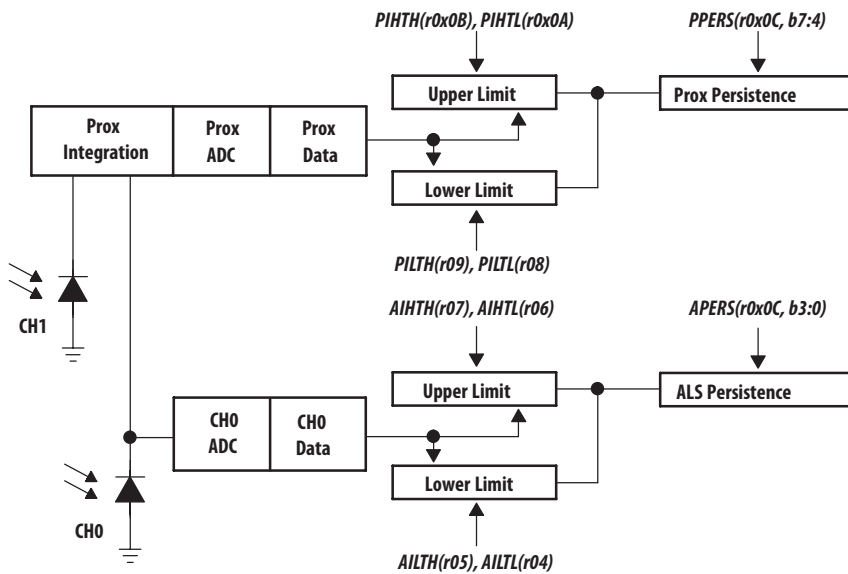 PIHTH(r0x0B), PIHTL(r0x0A)
PPERS(r0x0C, b7:4)
Upper Limit
Prox Persistence
Prox
Integration
Prox
ADC
Prox
Data
Lower Limit
PILTH(r09), PILTL(r08)
CH1
AIHTH(r07), AIHTL(r06)
APERS(r0x0C, b3:0)
Upper Limit
ALS Persistence
CH0
ADC
CH0
Data
Lower Limit
CH0
AILTH(r05), AILTL(r04)